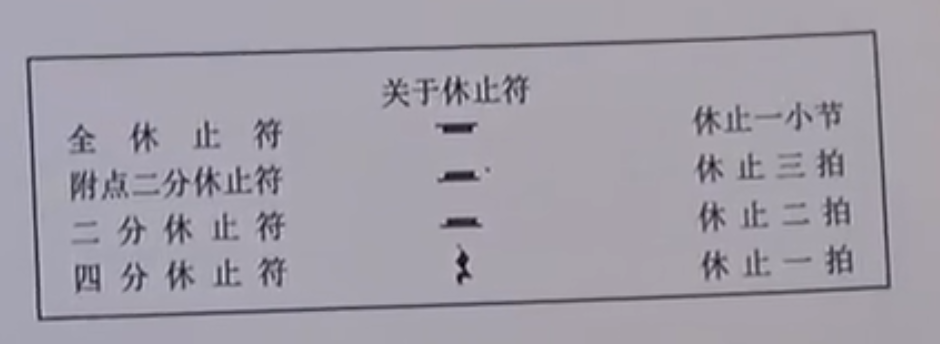 关于休止符
全休止符 休止一小节
附点二分休止符 休止三拍
二分休止符 休止二拍
四分休止符 休止一拍